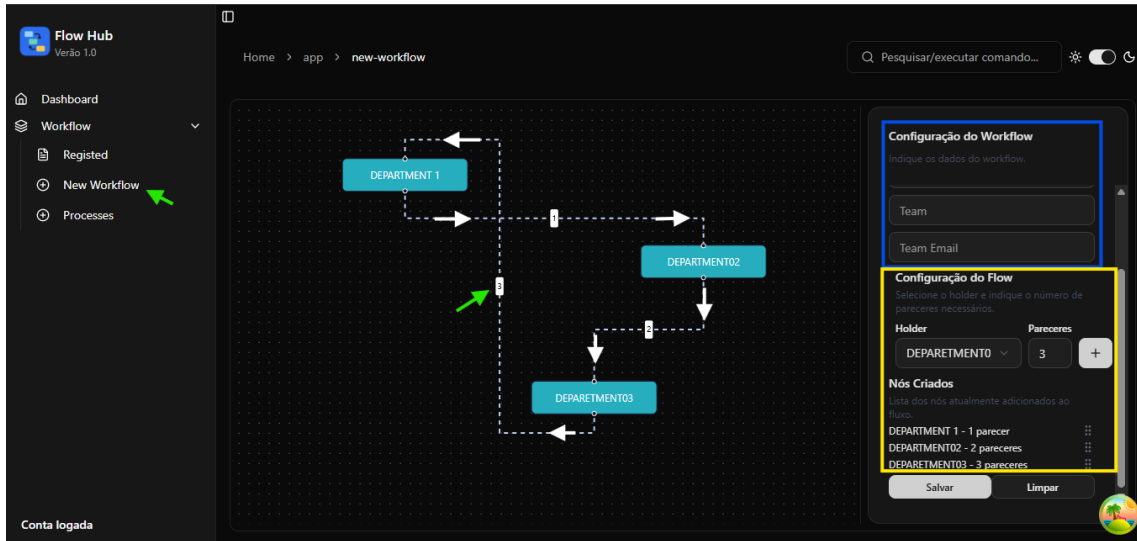 Flow Hub
Verão 1.0
Home > app > new-workflow
Pesquisar/executar comando...
Dashboard
Workflow
Registed
New Workflow
Processes
Conta logada
DEPARTMENT 1
1
DEPARTMENT02
3
2
DEPARETMENT03
Configuração do Workflow
Indique os dados do workflow.
Team
Team Email
Configuração do Flow
Selecione o holder e indique o número de
pareceres necessários.
Holder Pareceres
DEPARETMENT0 3 +
Nós Criados
Lista dos nós atualmente adicionados ao
fluxo.
DEPARTMENT 1 - 1 parecer
DEPARTMENT02 - 2 pareceres
DEPARETMENT03 - 3 pareceres
Salvar Limpar